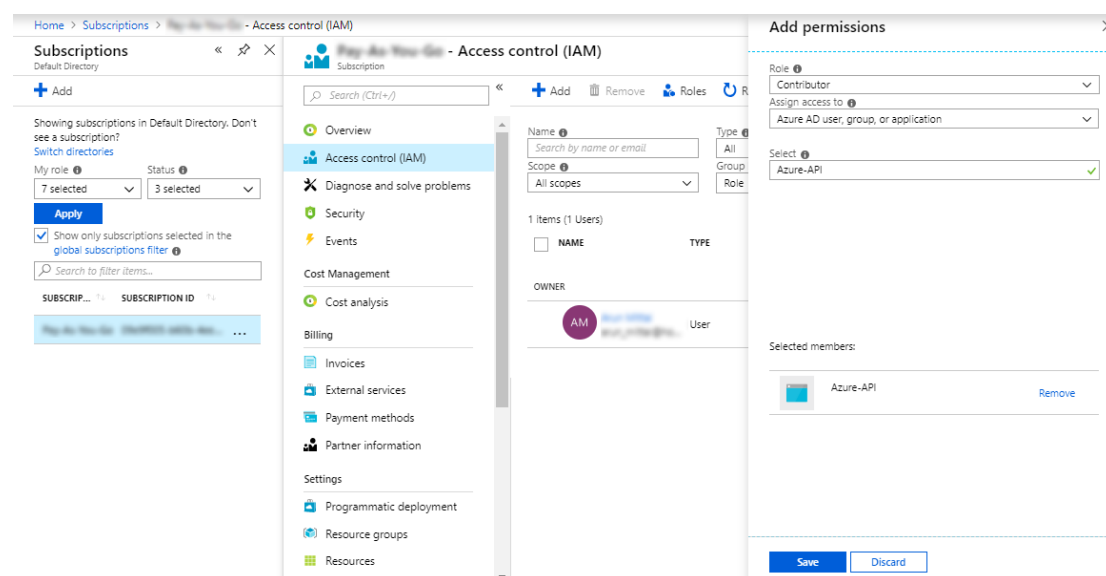 Home > Subscriptions > - Access control (IAM)
Subscriptions
Default Directory
Add
Showing subscriptions in Default Directory. Don't
see a subscription?
Switch directories
My role
Status
7 selected
3 selected
Apply
Show only subscriptions selected in the
global subscriptions filter
Search to filter items...
SUBSCRIP...
SUBSCRIPTION ID
...
Pay-As-You-Go - Access control (IAM)
Subscription
Search (Ctrl+/)
Overview
Access control (IAM)
Diagnose and solve problems
Security
Events
Cost Management
Cost analysis
Billing
Invoices
External services
Payment methods
Partner information
Settings
Programmatic deployment
Resource groups
Resources
Add
Remove
Roles
R
Name
Type
Search by name or email
All
Scope
Group
All scopes
Role
1 items (1 Users)
NAME
TYPE
OWNER
AM
User
Add permissions
Role
Contributor
Assign access to
Azure AD user, group, or application
Select
Azure-API
Selected members:
Azure-API
Remove
Save
Discard